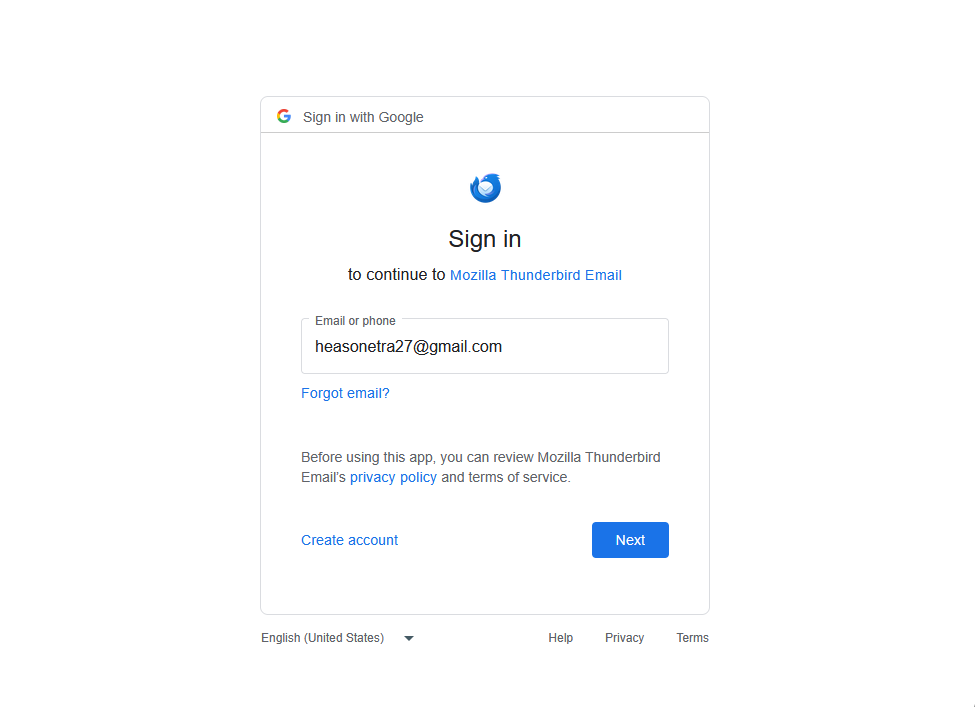 Sign in with Google
Sign in
to continue to Mozilla Thunderbird Email
Email or phone
heasonetra27@gmail.com
Forgot email?
Before using this app, you can review Mozilla Thunderbird
Email's privacy policy and terms of service.
Create account
Next
English (United States)
Help
Privacy
Terms